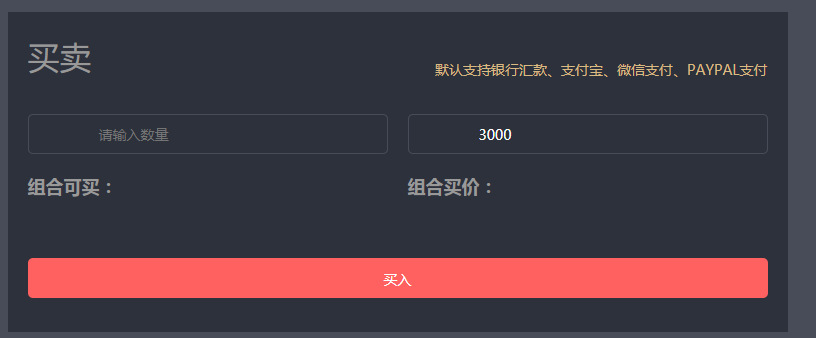 买卖
默认支持银行汇款、支付宝、微信支付、PAYPAL支付
请输入数量
3000
组合可买：
组合买价：
买入